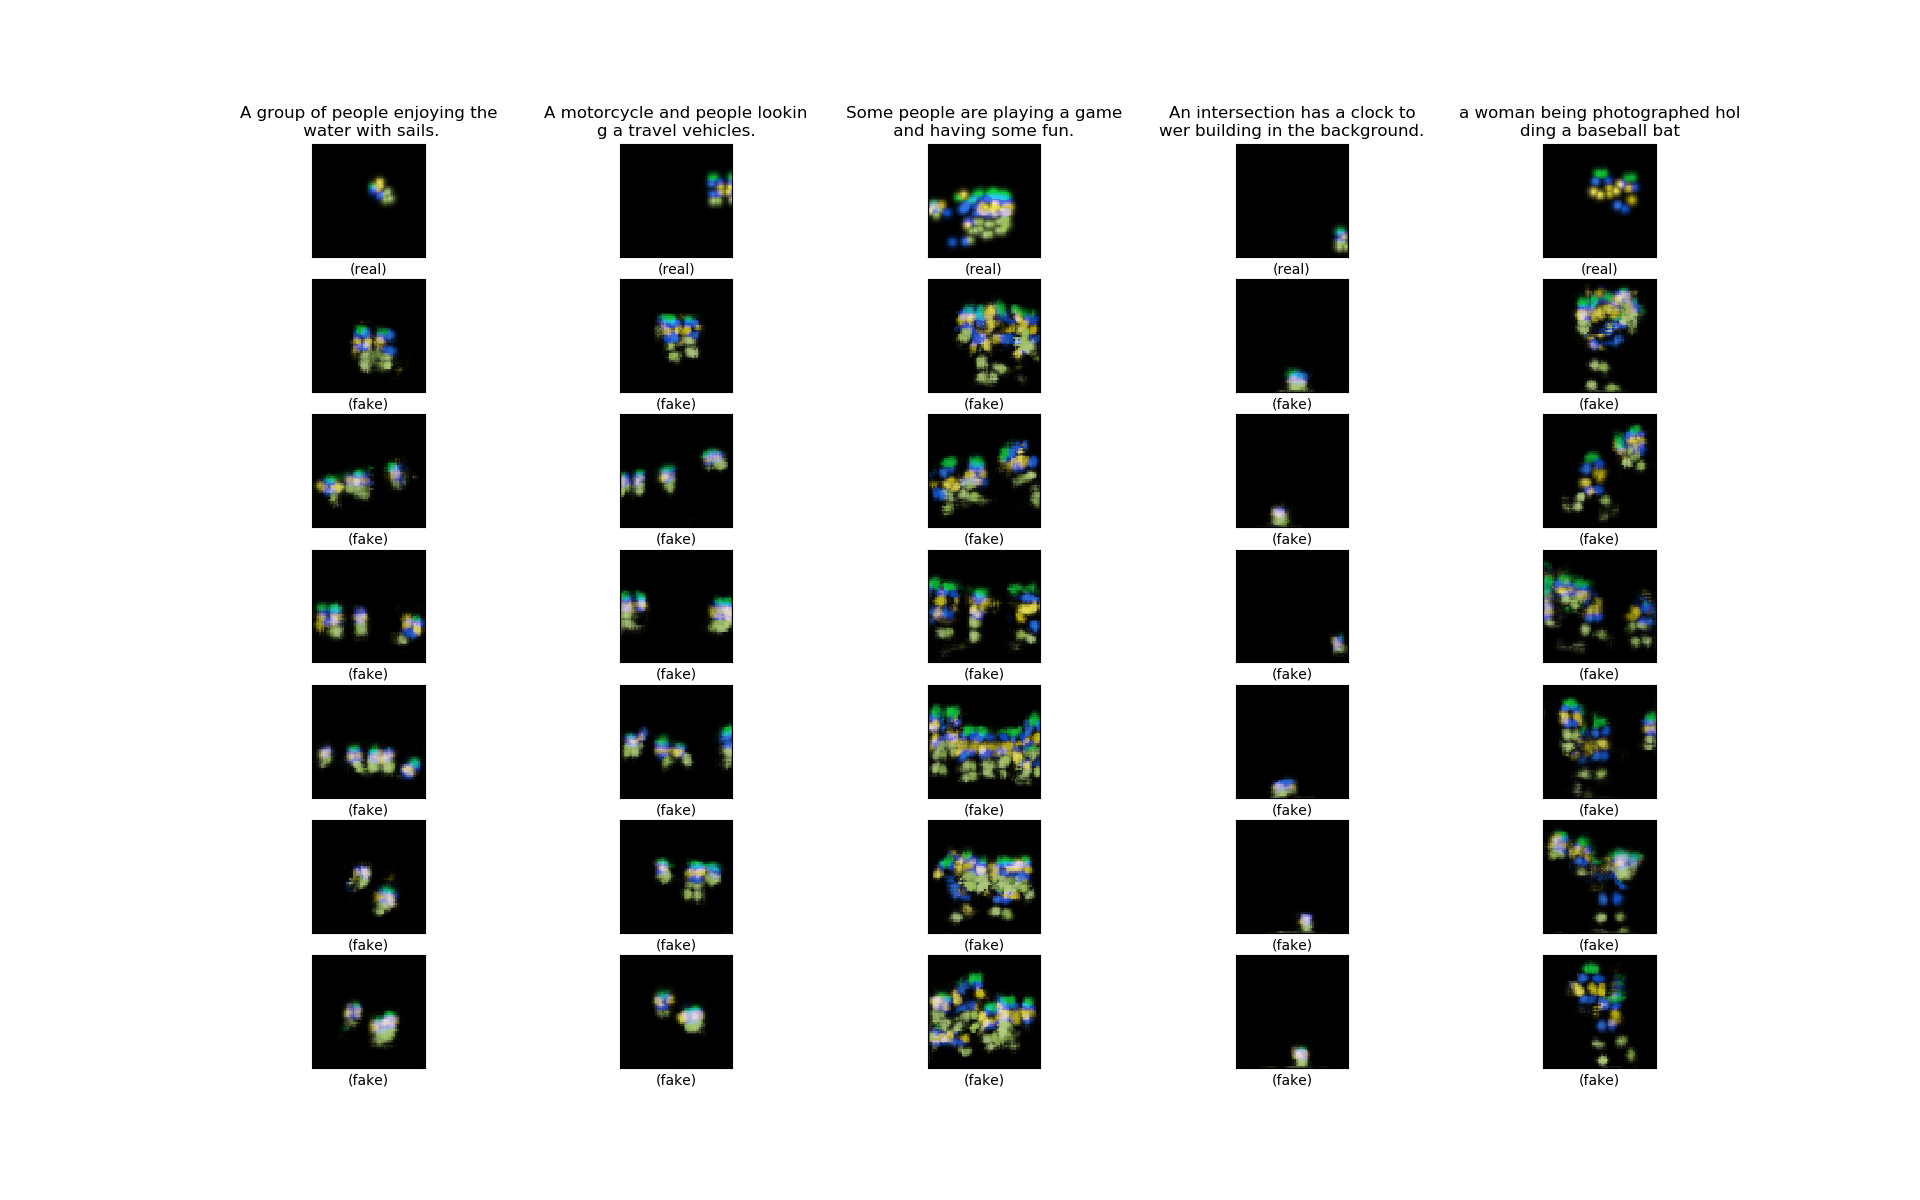 A group of people enjoying the
water with sails.
A motorcycle and people lookin
g a travel vehicles.
Some people are playing a game
and having some fun.
An intersection has a clock to
wer building in the background.
a woman being photographed hol
ding a baseball bat
(real) (real) (real) (real) (real)
(fake) (fake) (fake) (fake) (fake)
(fake) (fake) (fake) (fake) (fake)
(fake) (fake) (fake) (fake) (fake)
(fake) (fake) (fake) (fake) (fake)
(fake) (fake) (fake) (fake) (fake)
(fake) (fake) (fake) (fake) (fake)